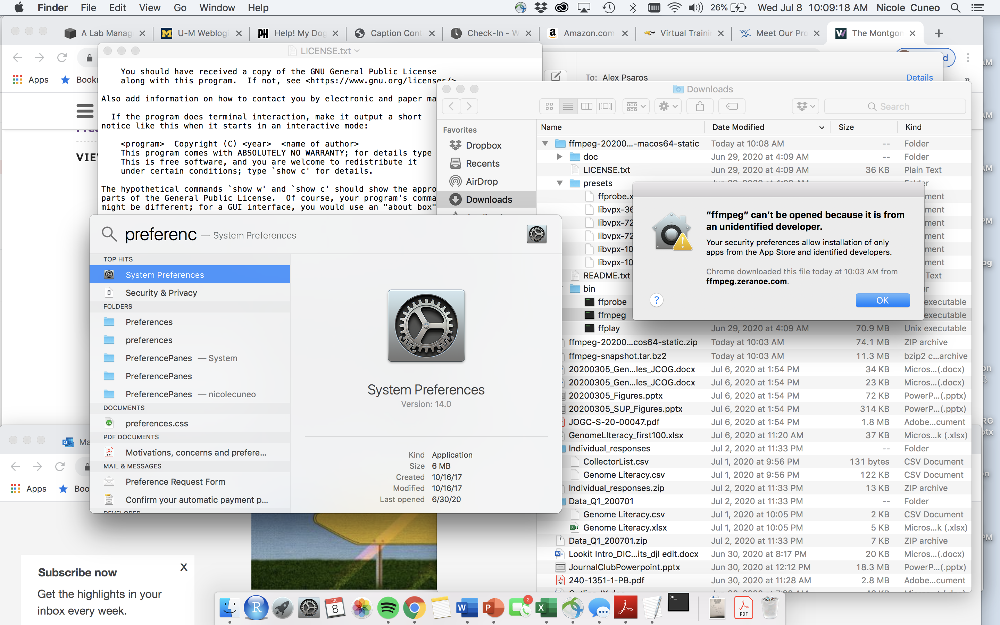 Finder File Edit View Go Window Help
26% Wed Jul 8 10:09:18 AM Nicole Cuneo
A Lab Manag
U-M Weblogi
PH Help! My Dog
Caption Cont
Check-In - W
Amazon.com
Virtual Traini
Meet Our Pro
The Montgom
Apps
Bookr
VIEV
LICENSE.txt
You should have received a copy of the GNU General Public License
along with this program.  If not, see <https://www.gnu.org/licenses/>
Also add information on how to contact you by electronic and paper ma
If the program does terminal interaction, make it output a short
notice like this when it starts in an interactive mode:
<program>  Copyright (C) <year>  <name of author>
This program comes with ABSOLUTELY NO WARRANTY; for details type
This is free software, and you are welcome to redistribute it
under certain conditions; type `show c' for details.
The hypothetical commands `show w' and `show c' should show the appro
parts of the General Public License.  Of course, your program's comma
might be different; for a GUI interface, you would use an "about box"
To: Alex Psaros
Details
Downloads
Search
Favorites
Dropbox
Recents
AirDrop
Downloads
Name Date Modified Size Kind
ffmpeg-20200...-macos64-static Today at 10:08 AM -- Folder
doc Jun 29, 2020 at 4:09 AM -- Folder
LICENSE.txt Jun 29, 2020 at 4:09 AM 36 KB Plain Text
presets
ffprobe.x ment
libvpx-36 ment
libvpx-72 ment
libvpx-72 ment
libvpx-10 ment
libvpx-10 ment
README.txt Text
bin
ffprobe executable
ffmpeg executable
ffplay Jun 29, 2020 at 4:09 AM 70.9 MB Unix executable
ffmpeg-20200...cos64-static.zip Today at 10:03 AM 74.1 MB ZIP archive
ffmpeg-snapshot.tar.bz2 Today at 10:03 AM 11.3 MB bzip2 c...archive
20200305_Gen...les_JCOG.docx Jul 6, 2020 at 1:54 PM 34 KB Micros...(.docx)
20200305_Gen...les_JCOG.docx Jul 6, 2020 at 1:54 PM 23 KB Micros...(.docx)
20200305_Figures.pptx Jul 6, 2020 at 1:54 PM 72 KB PowerP...(.pptx)
20200305_SUP_Figures.pptx Jul 6, 2020 at 1:54 PM 314 KB PowerP...(.pptx)
JOGC-S-20-00047.pdf Jul 6, 2020 at 1:54 PM 1.8 MB Adobe...cument
GenomeLIteracy_first100.xlsx Jul 6, 2020 at 11:20 AM 37 KB Micros...k (.xlsx)
Individual_responses Jul 2, 2020 at 11:33 PM -- Folder
CollectorList.csv Jul 1, 2020 at 9:56 PM 131 bytes CSV Document
Genome Literacy.csv Jul 1, 2020 at 9:56 PM 122 KB CSV Document
Individual_responses.zip Jul 2, 2020 at 11:33 PM 13 KB ZIP archive
Data_Q1_200701 Jul 2, 2020 at 11:33 PM -- Folder
Genome Literacy.csv Jul 1, 2020 at 10:05 PM 2 KB CSV Document
Genome Literacy.xlsx Jul 1, 2020 at 10:05 PM 5 KB Micros...k (.xlsx)
Data_Q1_200701.zip Jul 2, 2020 at 11:33 PM 7 KB ZIP archive
Lookit Intro_DIC...its_djl edit.docx Jun 30, 2020 at 8:17 PM 20 KB Micros...(.docx)
JournalClubPowerpoint.pptx Jun 30, 2020 at 12:12 PM 18.3 MB PowerP...(.pptx)
240-1351-1-PB.pdf Jun 30, 2020 at 11:28 AM 2.8 MB Adobe...cument
“ffmpeg” can’t be opened because it is from
an unidentified developer.
Your security preferences allow installation of only
apps from the App Store and identified developers.
Chrome downloaded this file today at 10:03 AM from
ffmpeg.zeranoe.com.
?
OK
preferenc — System Preferences
TOP HITS
System Preferences
Security & Privacy
FOLDERS
Preferences
preferences
PreferencePanes — System
PreferencePanes
PreferencePanes — nicolecuneo
DOCUMENTS
preferences.css
PDF DOCUMENTS
Motivations, concerns and prefere...
MAIL & MESSAGES
Preference Request Form
Confirm your automatic payment p...
DEVELOPER
System Preferences
Version: 14.0
Kind Application
Size 6 MB
Created 10/16/17
Modified 10/16/17
Last opened 6/30/20
Ma
Apps
Boo
Subscribe now
X
Get the highlights in your
inbox every week.
JUL
8
2
PDF